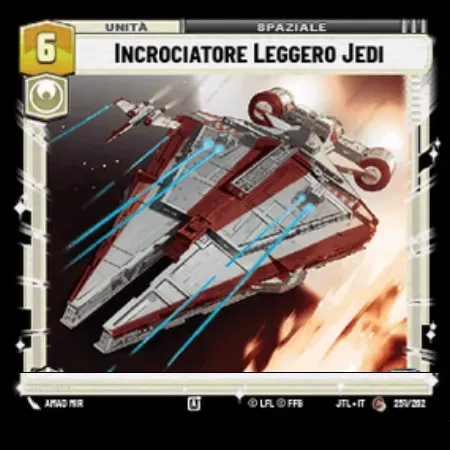 UNITÀ
SPAZIALE
6
INCROCIATORE LEGGERO JEDI
AMAD MIR
A
© LFL © FFG
JTL • IT
251/262